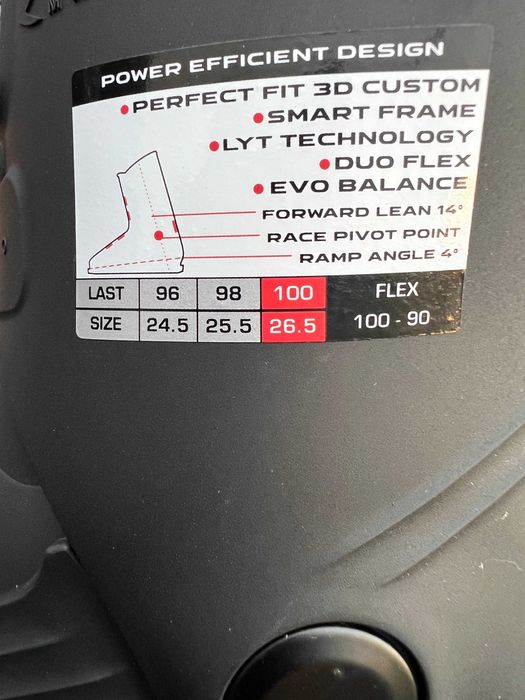 POWER EFFICIENT DESIGN
•PERFECT FIT 3D CUSTOM
•SMART FRAME
•LYT TECHNOLOGY
•DUO FLEX
•EVO BALANCE
FORWARD LEAN 14°
RACE PIVOT POINT
RAMP ANGLE 4°
LAST 96 98 100 FLEX
SIZE 24.5 25.5 26.5 100 - 90